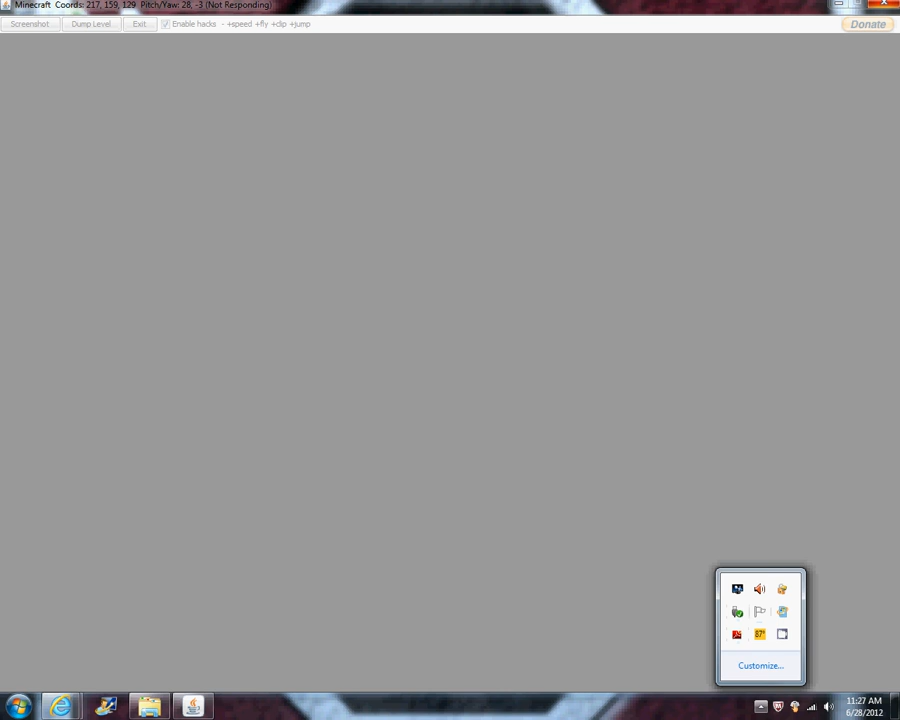 Minecraft Coords: 217, 159, 129 Pitch/Yaw: 28, -3 (Not Responding)
Screenshot Dump Level Exit Enable hacks - +speed +fly +clip +jump Donate
87°
Customize...
11:27 AM
6/28/2012